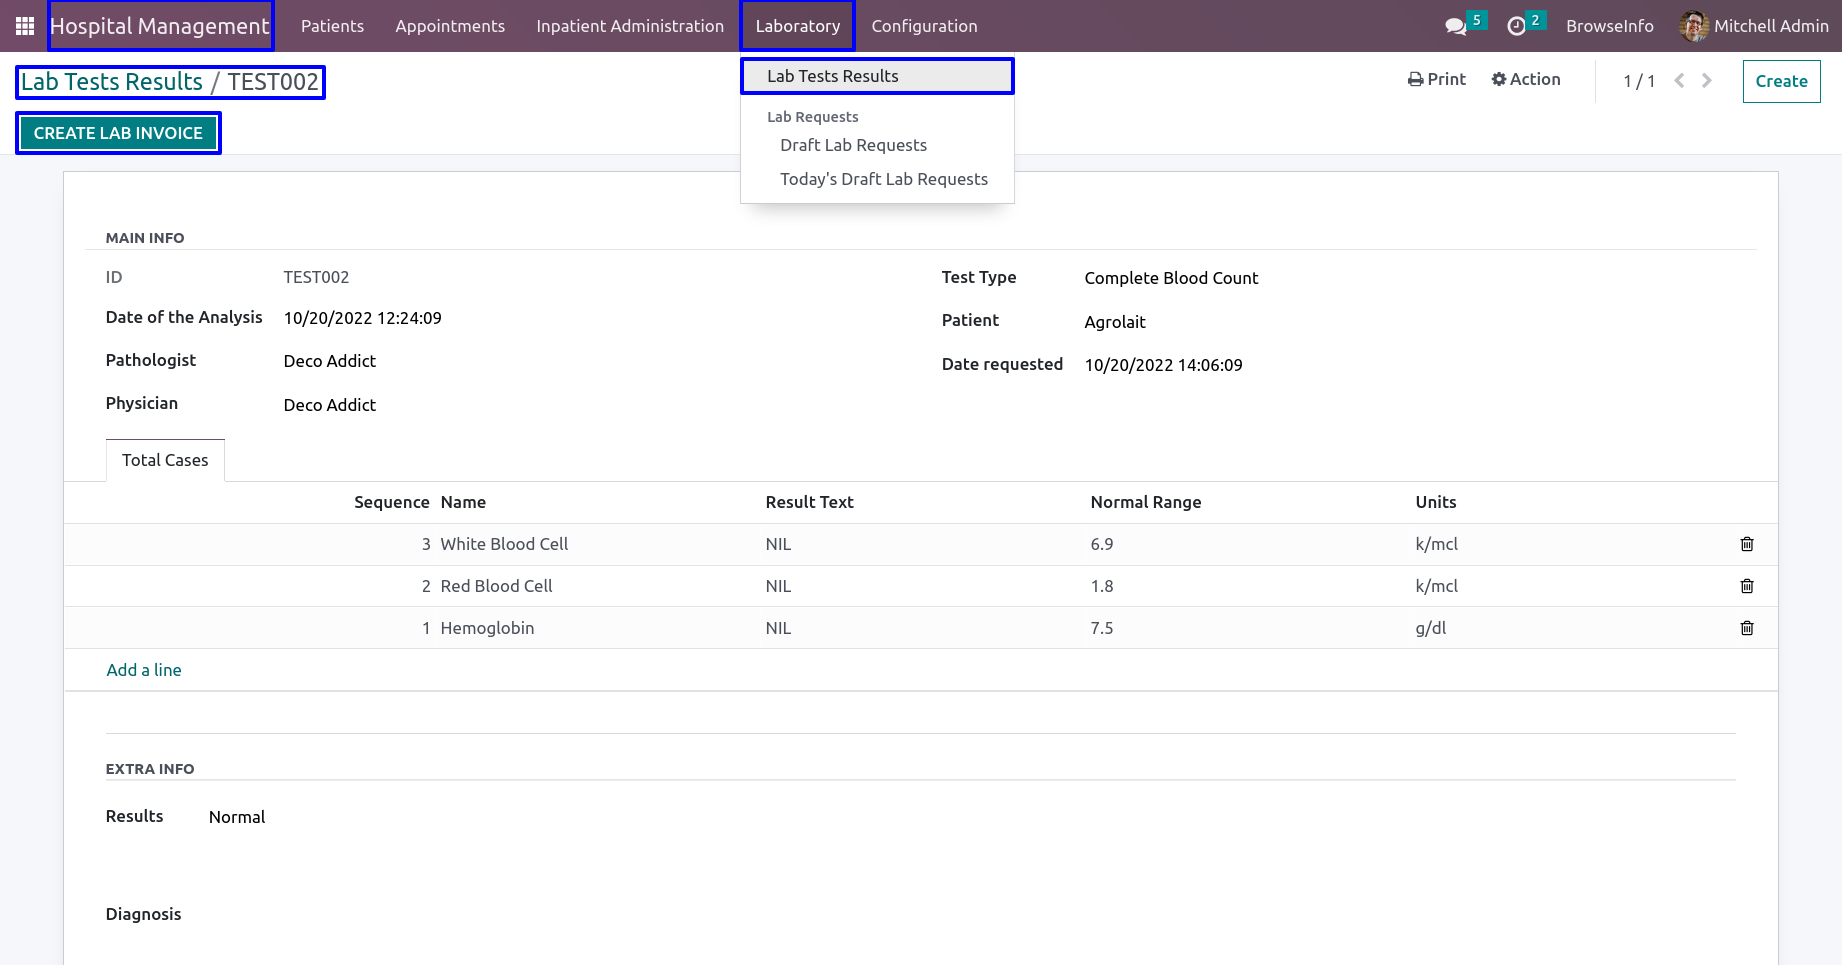 Hospital Management Patients Appointments Inpatient Administration Laboratory Configuration 5 2 BrowseInfo Mitchell Admin
Lab Tests Results / TEST002
Lab Tests Results
Print Action 1 / 1 Create
CREATE LAB INVOICE
Lab Requests
Draft Lab Requests
Today's Draft Lab Requests
MAIN INFO
ID TEST002
Test Type Complete Blood Count
Date of the Analysis 10/20/2022 12:24:09
Patient Agrolait
Pathologist Deco Addict
Date requested 10/20/2022 14:06:09
Physician Deco Addict
Total Cases
Sequence Name Result Text Normal Range Units
3 White Blood Cell NIL 6.9 k/mcl
2 Red Blood Cell NIL 1.8 k/mcl
1 Hemoglobin NIL 7.5 g/dl
Add a line
EXTRA INFO
Results Normal
Diagnosis